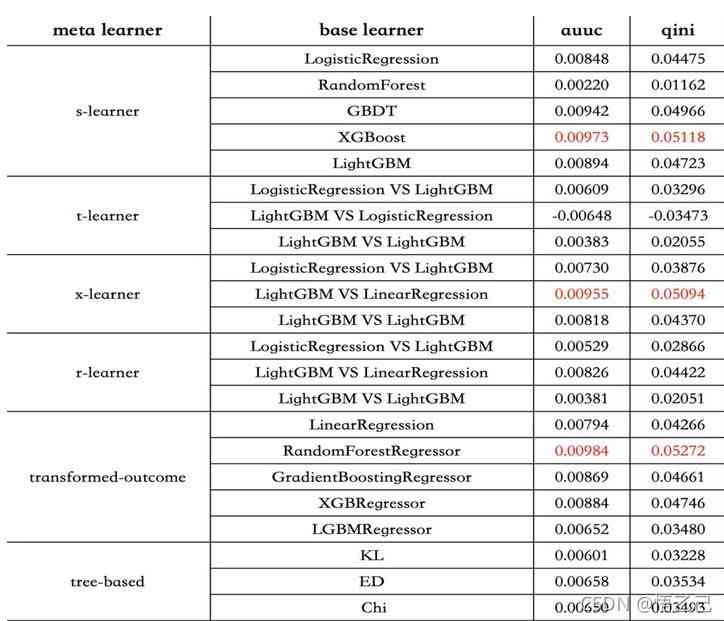 meta learner base learner auuc qini
LogisticRegression 0.00848 0.04475
RandomForest 0.00220 0.01162
s-learner GBDT 0.00942 0.04966
XGBoost 0.00973 0.05118
LightGBM 0.00894 0.04723
LogisticRegression VS LightGBM 0.00609 0.03296
t-learner LightGBM VS LogisticRegression -0.00648 -0.03473
LightGBM VS LightGBM 0.00383 0.02055
LogisticRegression VS LightGBM 0.00730 0.03876
x-learner LightGBM VS LinearRegression 0.00955 0.05094
LightGBM VS LightGBM 0.00818 0.04370
LogisticRegression VS LightGBM 0.00529 0.02866
r-learner LightGBM VS LinearRegression 0.00826 0.04422
LightGBM VS LightGBM 0.00381 0.02051
LinearRegression 0.00794 0.04266
RandomForestRegressor 0.00984 0.05272
transformed-outcome GradientBoostingRegressor 0.00869 0.04661
XGBRegressor 0.00884 0.04746
LGBMRegressor 0.00652 0.03480
KL 0.00601 0.03228
tree-based ED 0.00658 0.03534
Chi 0.00650 0.03493
CSDN @悟乙己